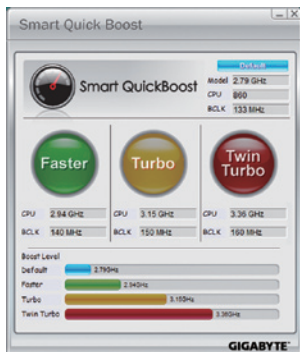 Smart Quick Boost
Default
Smart QuickBoost
Model 2.79 GHz
CPU 860
BCLK 133 MHz
Faster
Turbo
Twin
Turbo
CPU 2.94 GHz CPU 3.15 GHz CPU 3.36 GHz
BCLK 140 MHz BCLK 150 MHz BCLK 160 MHz
Boost Level
Default 2.79GHz
Faster 2.94GHz
Turbo 3.15GHz
Twin Turbo 3.36GHz
GIGABYTE